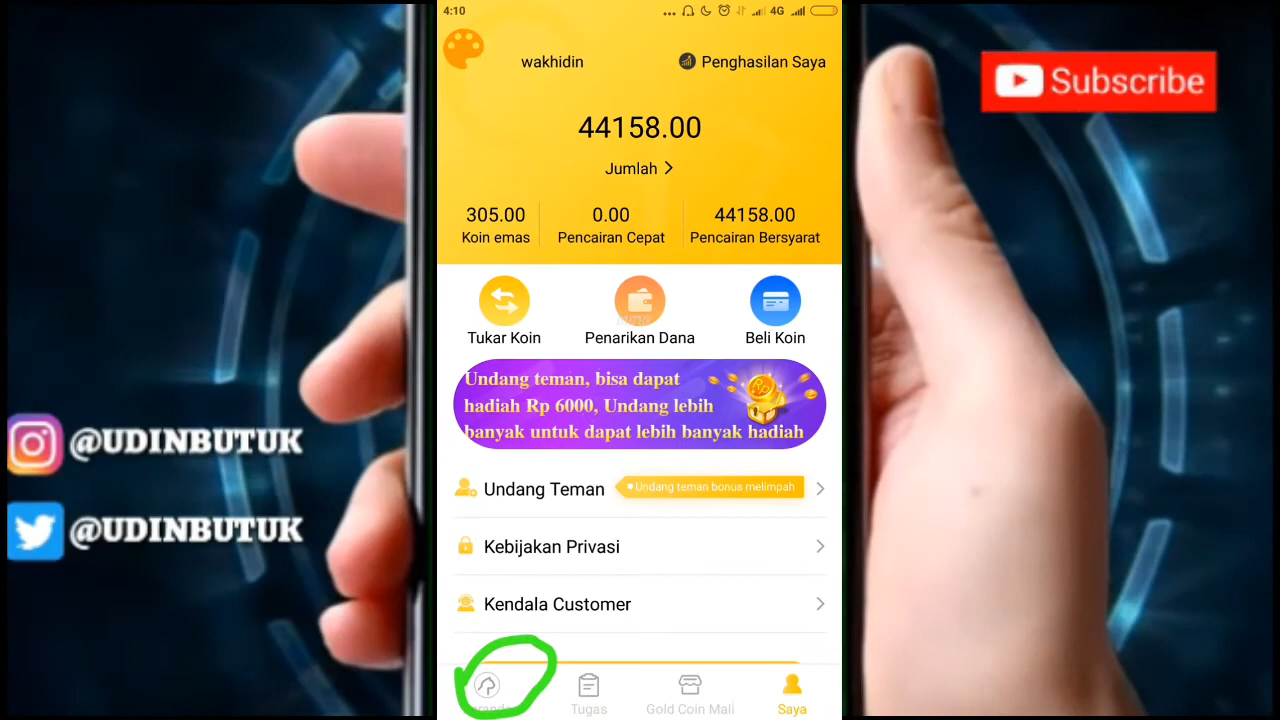 4:10
4G
wakhidin
Penghasilan Saya
Subscribe
44158.00
Jumlah
305.00
0.00
44158.00
Koin emas
Pencairan Cepat
Pencairan Bersyarat
Tukar Koin
Penarikan Dana
Beli Koin
Undang teman, bisa dapat
hadiah Rp 6000, Undang lebih
banyak untuk dapat lebih banyak hadiah
Rp
@UDINBUTUK
@UDINBUTUK
Undang Teman
Undang teman bonus melimpah
Kebijakan Privasi
Kendala Customer
Tugas
Gold Coin Mall
Saya